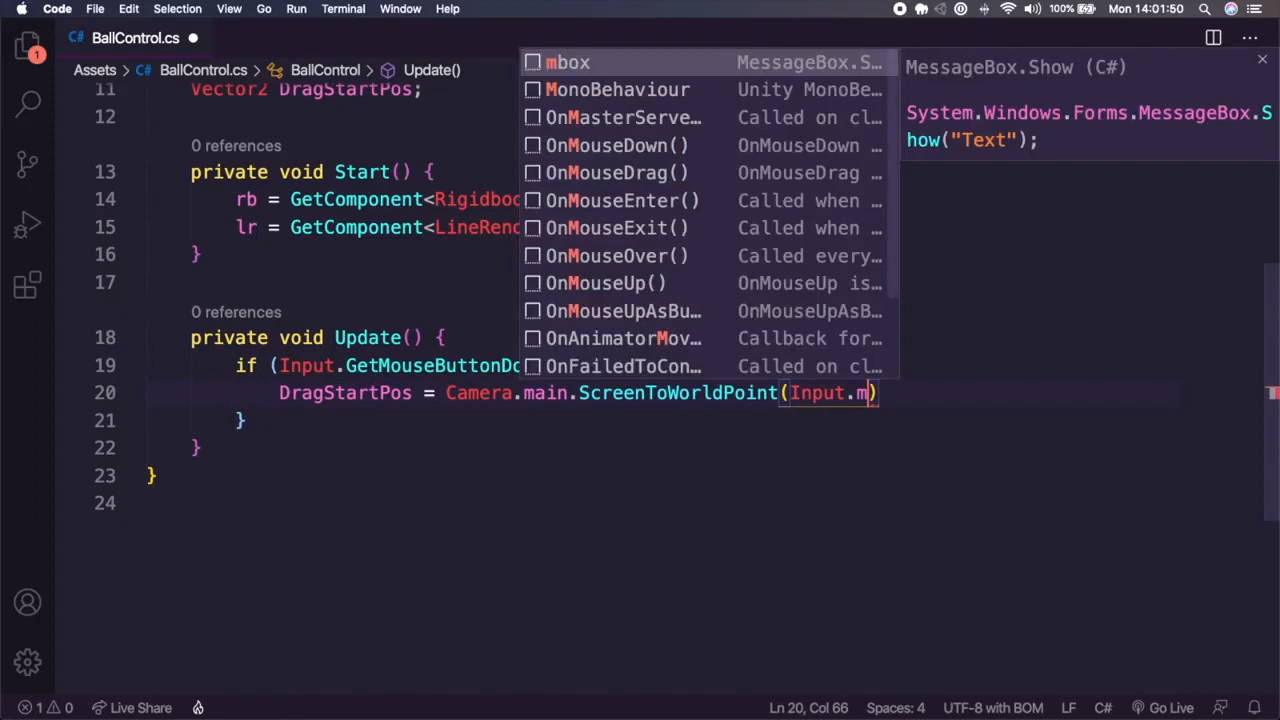 Code File Edit Selection View Go Run Terminal Window Help 100% Mon 14:01:50
C# BallControl.cs
1
Assets > C# BallControl.cs > BallControl > Update()
11 Vector2 DragStartPos;
12
0 references
13 private void Start() {
14 rb = GetComponent<Rigidboo
15 lr = GetComponent<LineRend
16 }
17
0 references
18 private void Update() {
19 if (Input.GetMouseButtonDo
20 DragStartPos = Camera.main.ScreenToWorldPoint(Input.m)
21 }
22 }
23 }
24
mbox MessageBox.S…
MonoBehaviour Unity MonoBe…
OnMasterServe… Called on cl…
OnMouseDown() OnMouseDown …
OnMouseDrag() OnMouseDrag …
OnMouseEnter() Called when …
OnMouseExit() Called when …
OnMouseOver() Called every…
OnMouseUp() OnMouseUp is…
OnMouseUpAsBu… OnMouseUpAsB…
OnAnimatorMov… Callback for…
OnFailedToCon… Called on cl…
MessageBox.Show (C#)
System.Windows.Forms.MessageBox.S
how("Text");
1 0 Live Share Ln 20, Col 66 Spaces: 4 UTF-8 with BOM LF C# Go Live